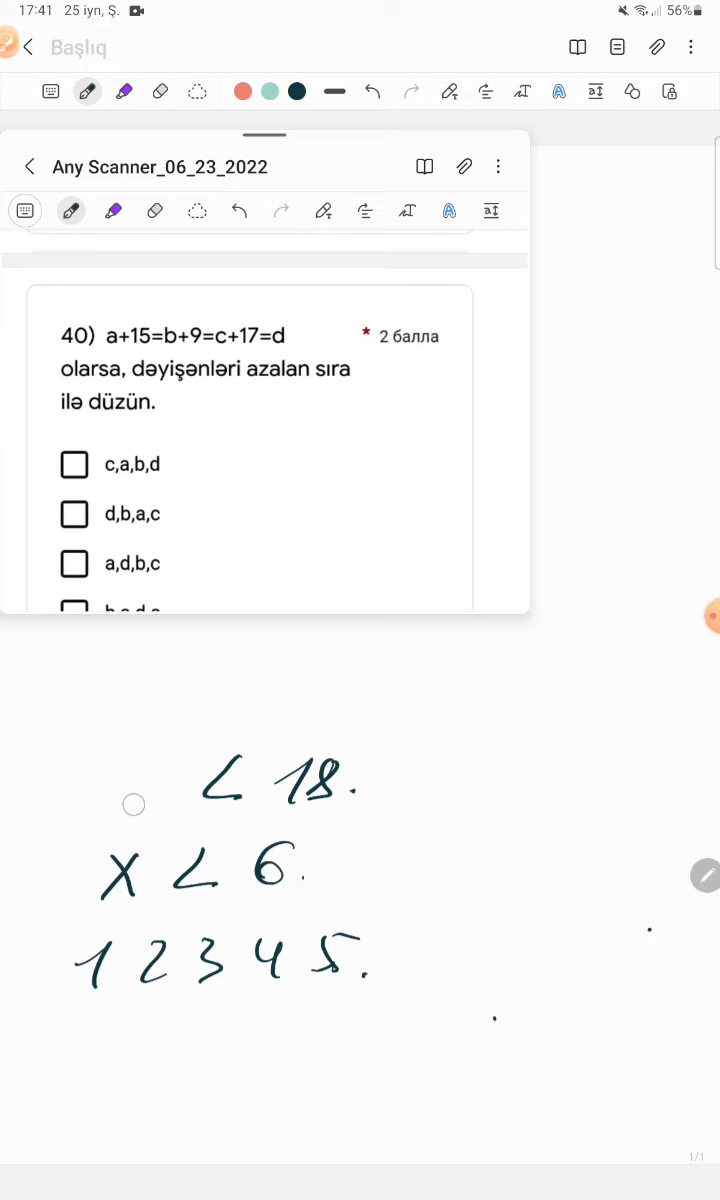 17:41 25 iyn, Ş. 56%
Başlıq
Any Scanner_06_23_2022
40) a+15=b+9=c+17=d * 2 балла
olarsa, dəyişənləri azalan sıra
ilə düzün.
c,a,b,d
d,b,a,c
a,d,b,c
< 18.
x < 6.
1 2 3 4 5.
1/1